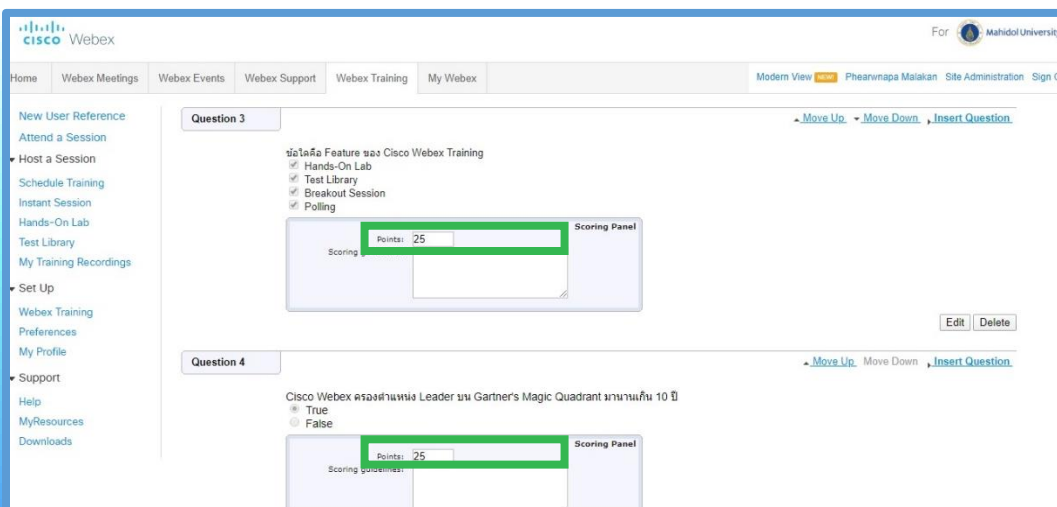 CISCO Webex
For Mahidol University
Home Webex Meetings Webex Events Webex Support Webex Training My Webex
Modern View NEW Phearwnapa Malakan Site Administration Sign
New User Reference
Attend a Session
Host a Session
Schedule Training
Instant Session
Hands-On Lab
Test Library
My Training Recordings
Set Up
Webex Training
Preferences
My Profile
Support
Help
MyResources
Downloads
Question 3
Move Up Move Down Insert Question
ข้อใดคือ Feature ของ Cisco Webex Training
Hands-On Lab
Test Library
Breakout Session
Polling
Scoring Panel
Points: 25
Scoring
Edit Delete
Question 4
Move Up Move Down Insert Question
Cisco Webex ครองตำแหน่ง Leader บน Gartner's Magic Quadrant มานานเกิน 10 ปี
True
False
Scoring Panel
Points: 25
Scoring guidelines: